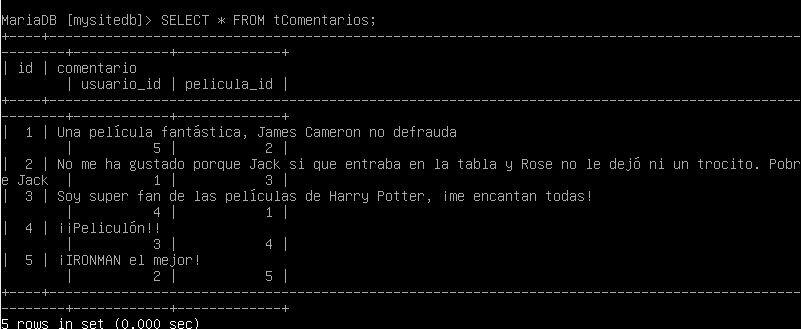 MariaDB [mysitedb]> SELECT * FROM tComentarios;
+----+------------------------------------------------------------------------------------------
---------+------------+-------------+
| id | comentario
        | usuario_id | pelicula_id |
+----+------------------------------------------------------------------------------------------
---------+------------+-------------+
|  1 | Una película fantástica, James Cameron no defrauda
        |          5 |           2 |
|  2 | No me ha gustado porque Jack si que entraba en la tabla y Rose no le dejó ni un trocito. Pobr
e Jack  |          1 |           3 |
|  3 | Soy super fan de las películas de Harry Potter, ¡me encantan todas!
        |          4 |           1 |
|  4 | ¡¡Peliculón!!
        |          3 |           4 |
|  5 | ¡IRONMAN el mejor!
        |          2 |           5 |
+----+------------------------------------------------------------------------------------------
---------+------------+-------------+
5 rows in set (0.000 sec)